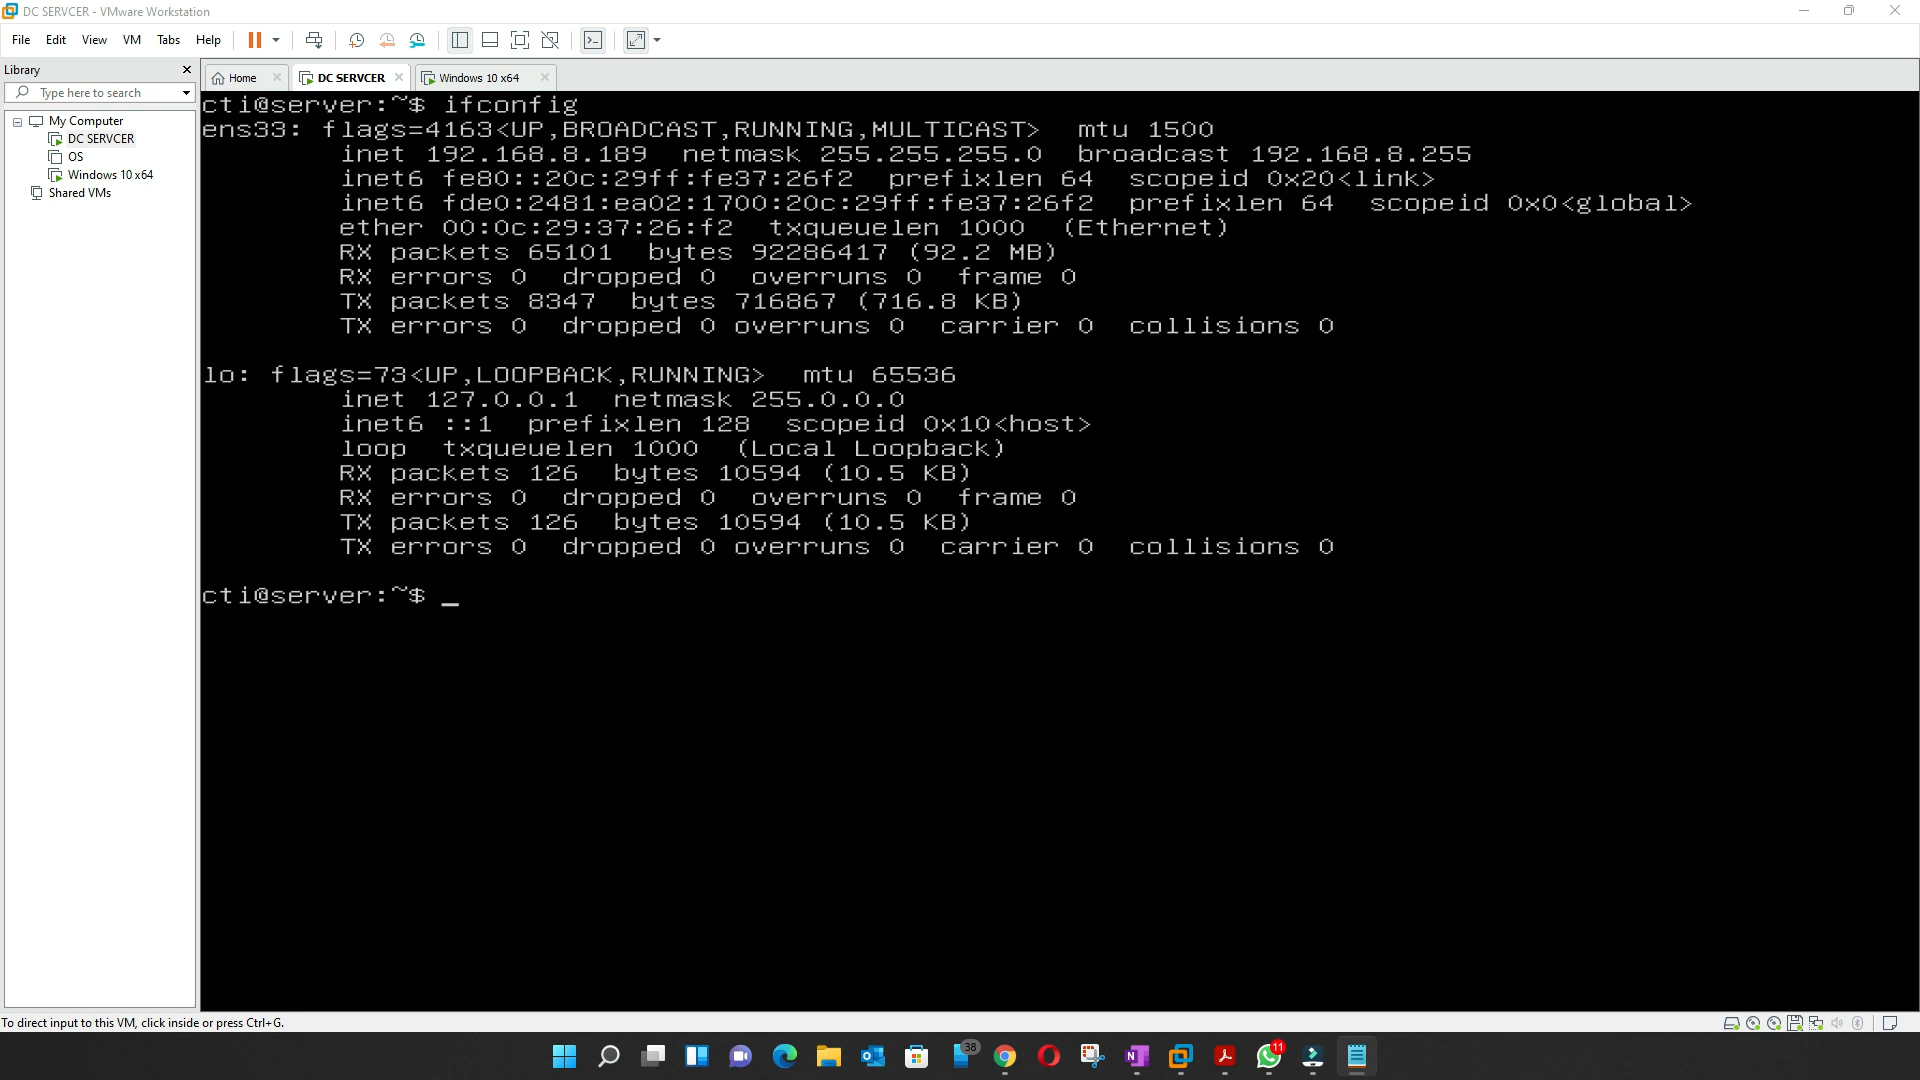 DC SERVCER - VMware Workstation
File Edit View VM Tabs Help
Library
Type here to search
My Computer
DC SERVCER
OS
Windows 10 x64
Shared VMs
Home DC SERVCER Windows 10 x64
cti@server:~$ ifconfig
ens33: flags=4163<UP,BROADCAST,RUNNING,MULTICAST>  mtu 1500
inet 192.168.8.189  netmask 255.255.255.0  broadcast 192.168.8.255
inet6 fe80::20c:29ff:fe37:26f2  prefixlen 64  scopeid 0x20<link>
inet6 fde0:2481:ea02:1700:20c:29ff:fe37:26f2  prefixlen 64  scopeid 0x0<global>
ether 00:0c:29:37:26:f2  txqueuelen 1000  (Ethernet)
RX packets 65101  bytes 92286417 (92.2 MB)
RX errors 0  dropped 0  overruns 0  frame 0
TX packets 8347  bytes 716867 (716.8 KB)
TX errors 0  dropped 0 overruns 0  carrier 0  collisions 0
lo: flags=73<UP,LOOPBACK,RUNNING>  mtu 65536
inet 127.0.0.1  netmask 255.0.0.0
inet6 ::1  prefixlen 128  scopeid 0x10<host>
loop  txqueuelen 1000  (Local Loopback)
RX packets 126  bytes 10594 (10.5 KB)
RX errors 0  dropped 0  overruns 0  frame 0
TX packets 126  bytes 10594 (10.5 KB)
TX errors 0  dropped 0 overruns 0  carrier 0  collisions 0
cti@server:~$ _
To direct input to this VM, click inside or press Ctrl+G.
38
11